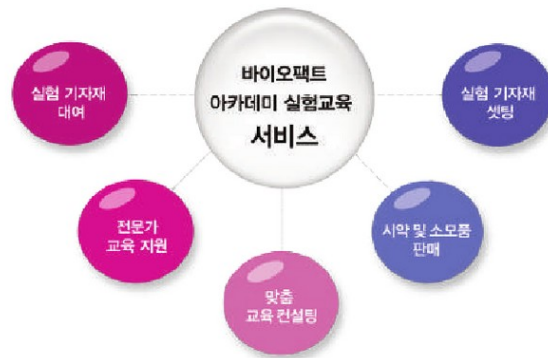 바이오팩트
아카데미 실험교육
서비스
실험 기자재
대여
실험 기자재
셋팅
전문가
교육 지원
시약 및 소모품
판매
맞춤
교육 컨설팅